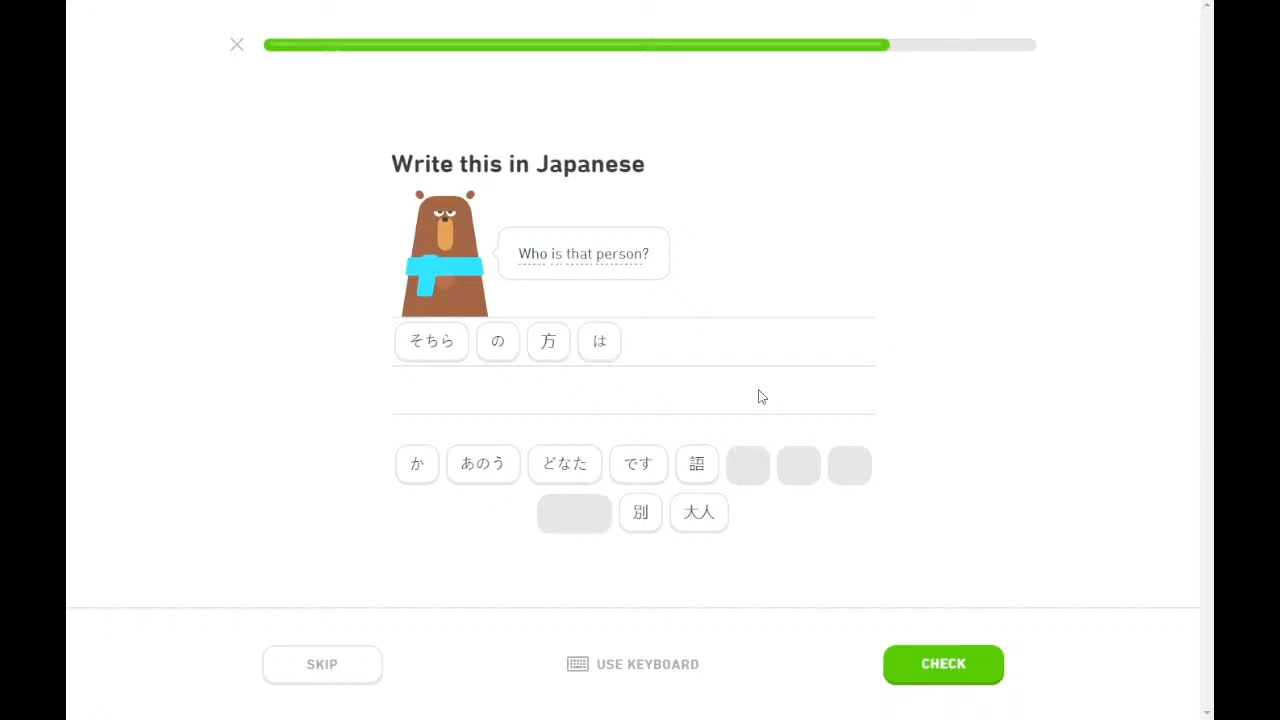 Write this in Japanese
Who is that person?
そちら の 方 は
か あのう どなた です 語
別 大人
SKIP USE KEYBOARD CHECK